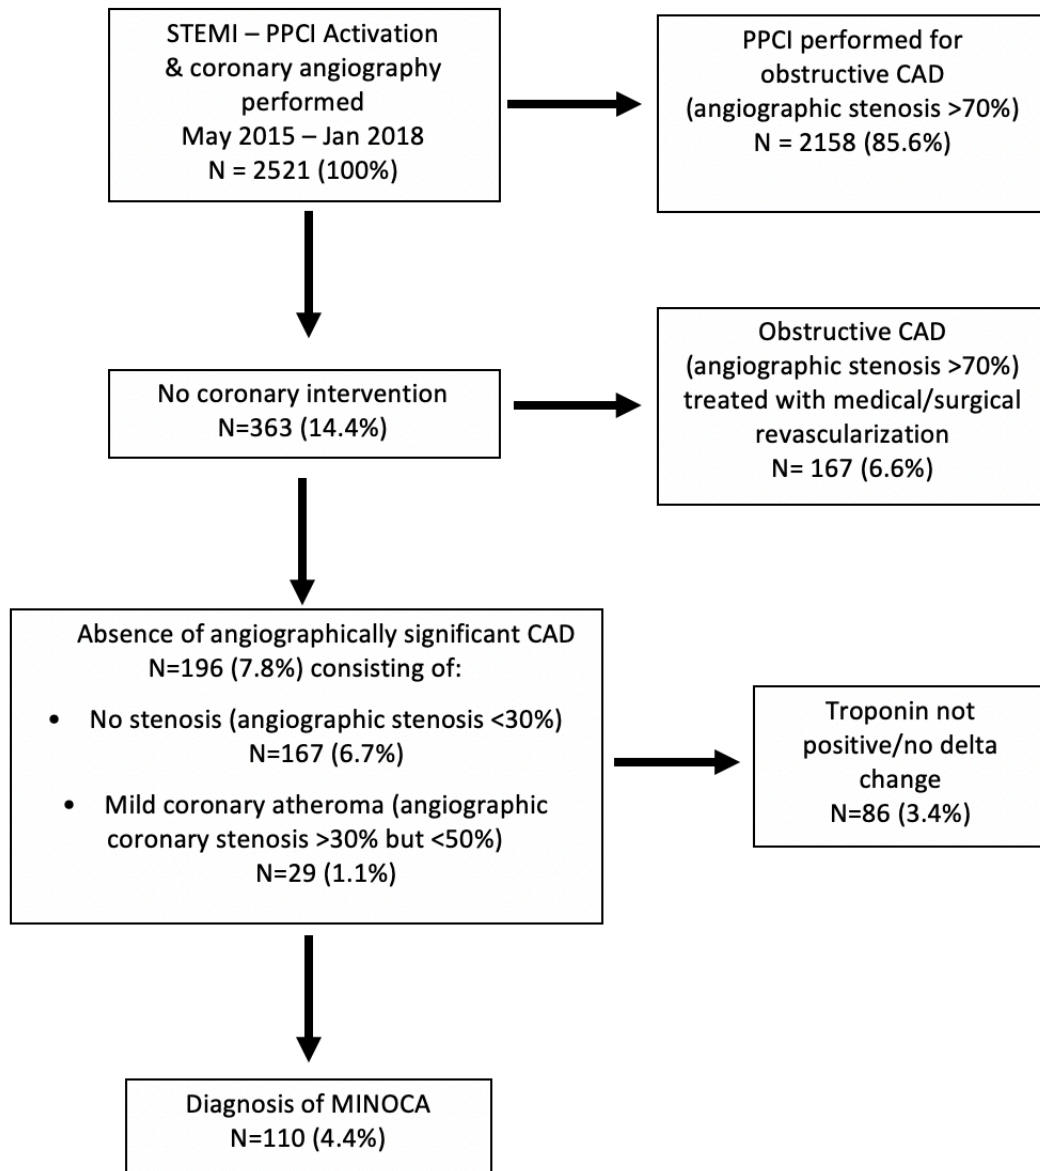 STEMI – PPCI Activation
& coronary angiography
performed
May 2015 – Jan 2018
N = 2521 (100%)
PPCI performed for
obstructive CAD
(angiographic stenosis >70%)
N = 2158 (85.6%)
No coronary intervention
N=363 (14.4%)
Obstructive CAD
(angiographic stenosis >70%)
treated with medical/surgical
revascularization
N= 167 (6.6%)
Absence of angiographically significant CAD
N=196 (7.8%) consisting of:
• No stenosis (angiographic stenosis <30%)
N=167 (6.7%)
• Mild coronary atheroma (angiographic
coronary stenosis >30% but <50%)
N=29 (1.1%)
Troponin not
positive/no delta
change
N=86 (3.4%)
Diagnosis of MINOCA
N=110 (4.4%)